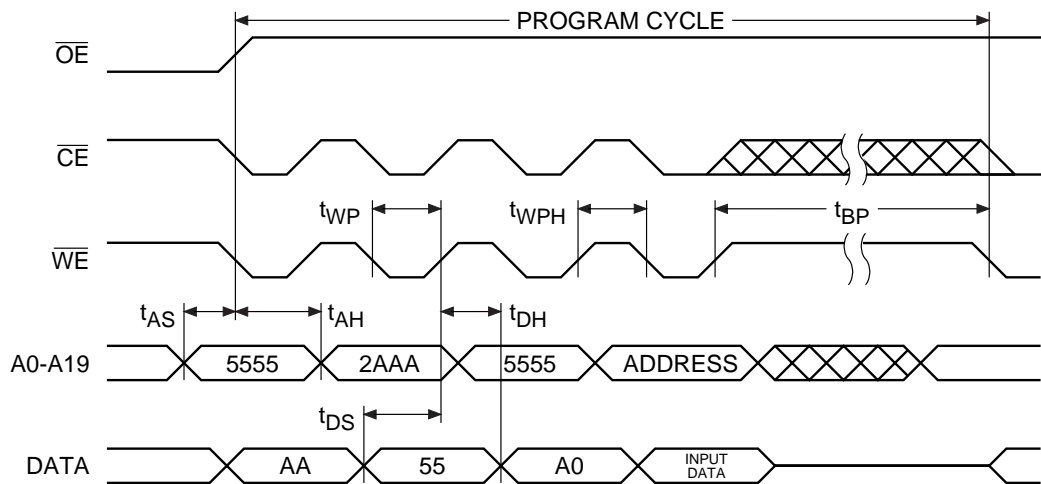 PROGRAM CYCLE
OE
CE
tWP
tWPH
tBP
WE
tAS
tAH
tDH
A0-A19
5555
2AAA
5555
ADDRESS
tDS
DATA
AA
55
A0
INPUT
DATA